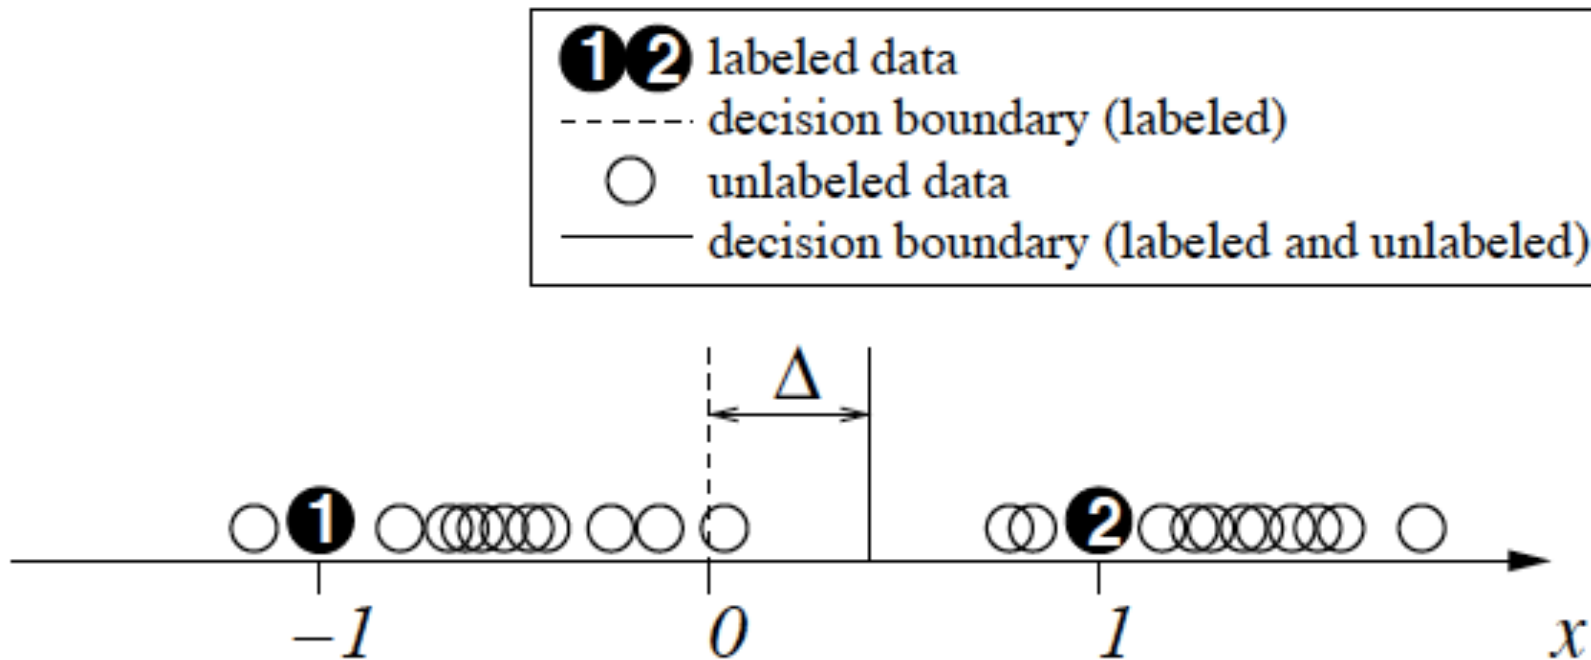 1 2 labeled data
decision boundary (labeled)
unlabeled data
decision boundary (labeled and unlabeled)
Δ
1 2
−1 0 1 x